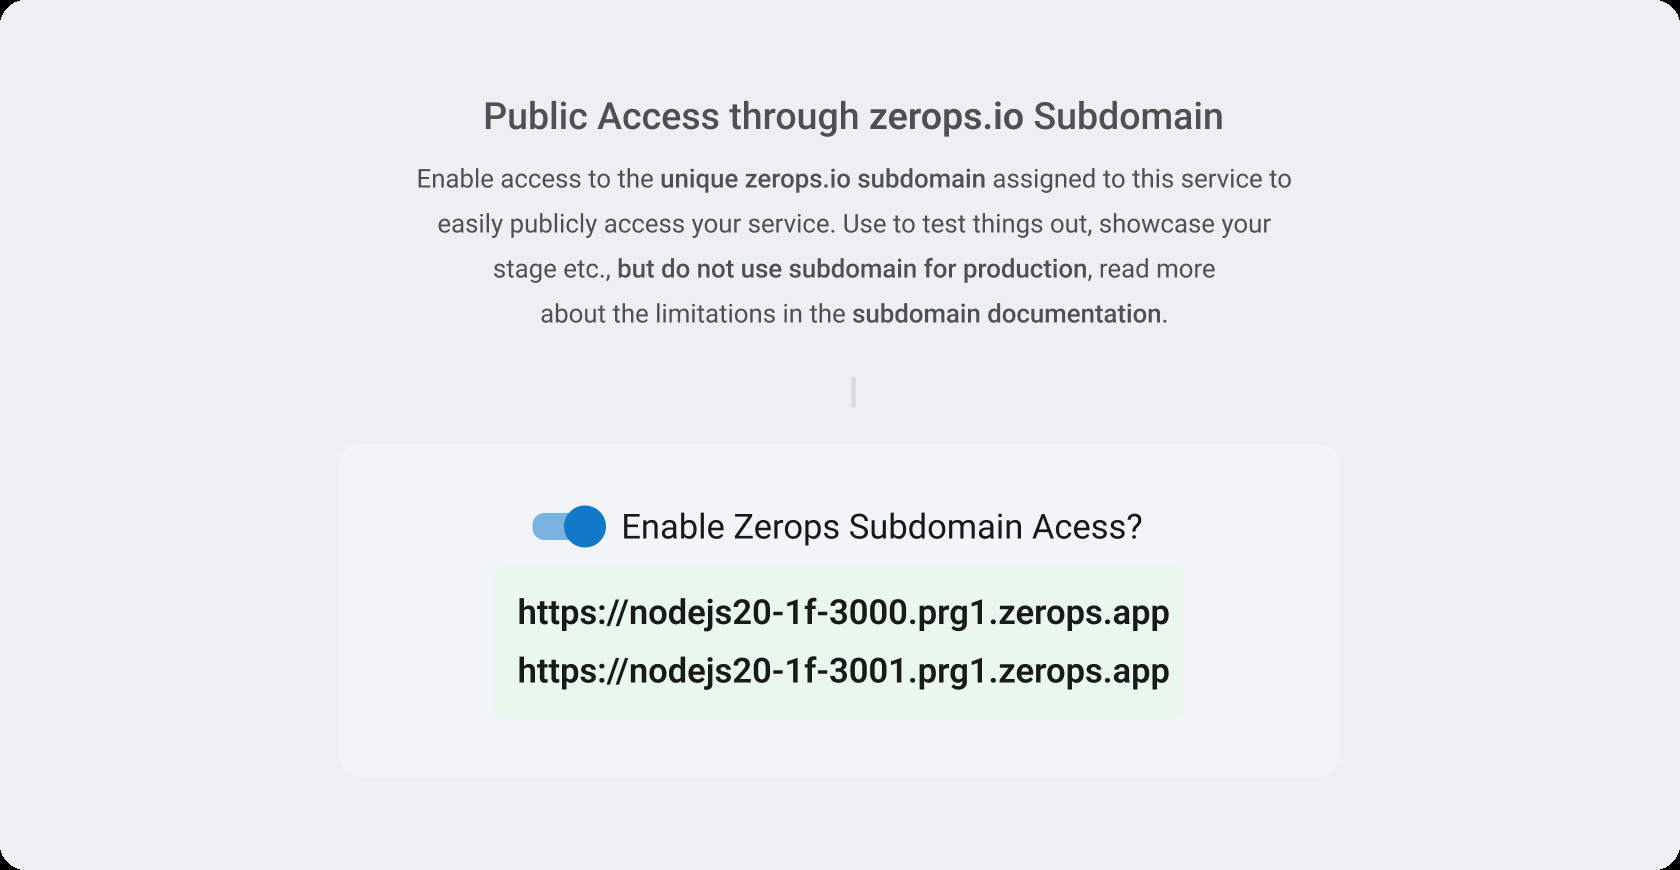 Public Access through zerops.io Subdomain
Enable access to the unique zerops.io subdomain assigned to this service to
easily publicly access your service. Use to test things out, showcase your
stage etc., but do not use subdomain for production, read more
about the limitations in the subdomain documentation.
Enable Zerops Subdomain Acess?
https://nodejs20-1f-3000.prg1.zerops.app
https://nodejs20-1f-3001.prg1.zerops.app